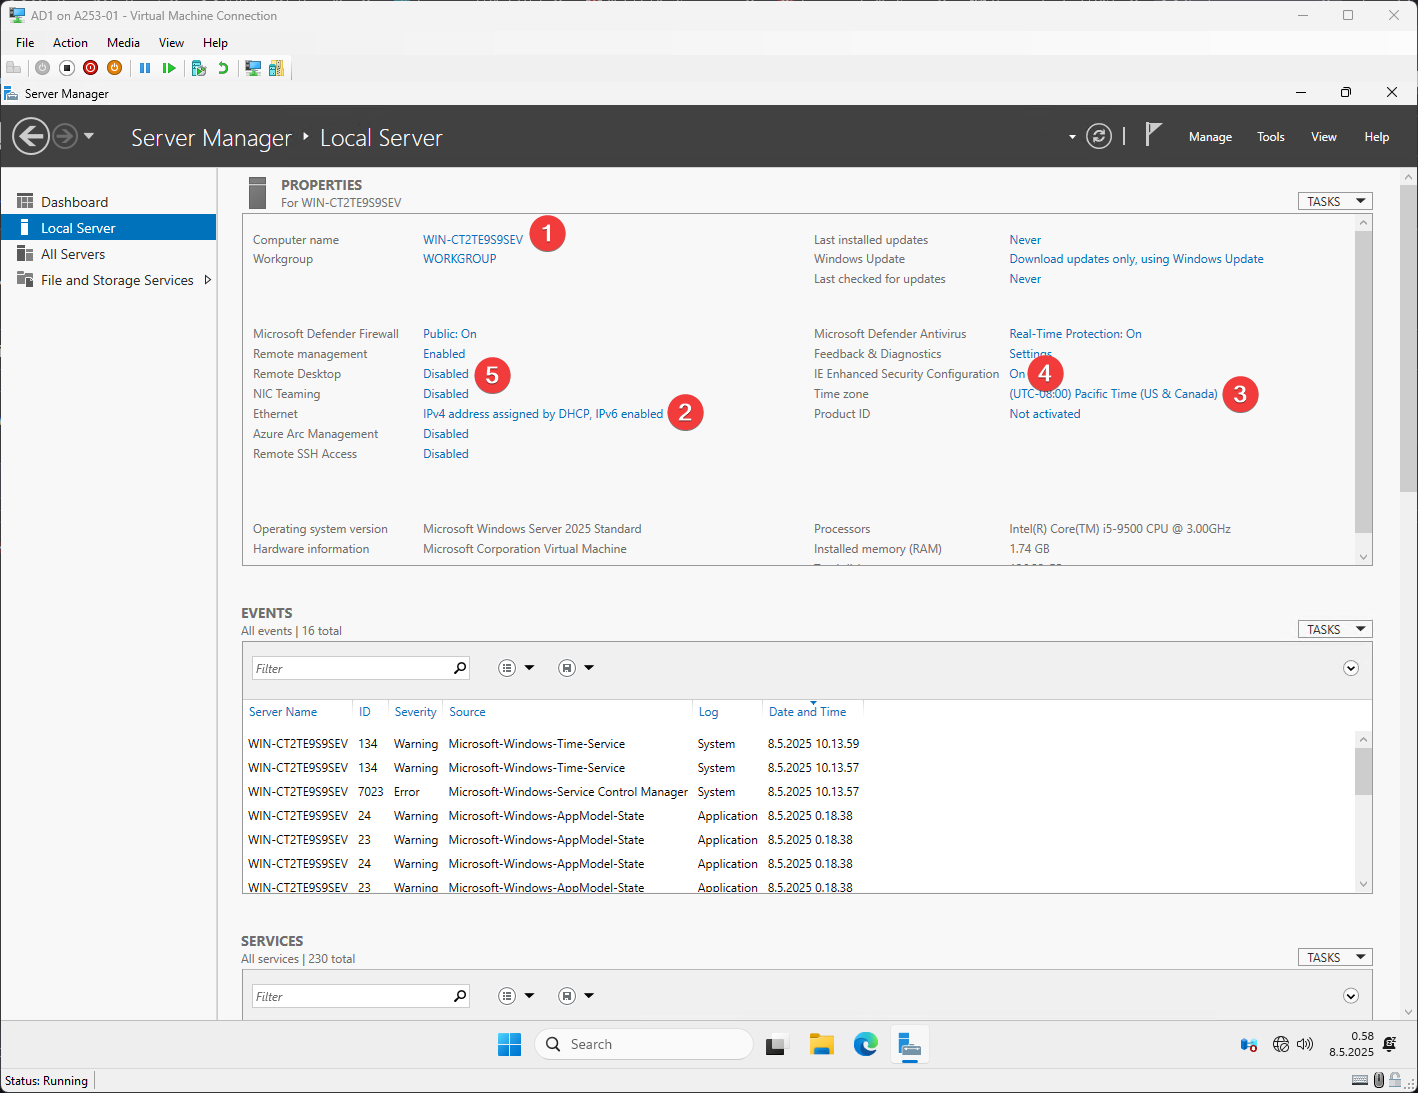 AD1 on A253-01 - Virtual Machine Connection
File Action Media View Help
Server Manager
Server Manager ‣ Local Server
Manage Tools View Help
Dashboard
Local Server
All Servers
File and Storage Services
PROPERTIES
For WIN-CT2TE9S9SEV
TASKS
Computer name WIN-CT2TE9S9SEV 1
Workgroup WORKGROUP
Last installed updates Never
Windows Update Download updates only, using Windows Update
Last checked for updates Never
Microsoft Defender Firewall Public: On
Remote management Enabled
Remote Desktop Disabled 5
NIC Teaming Disabled
Ethernet IPv4 address assigned by DHCP, IPv6 enabled 2
Azure Arc Management Disabled
Remote SSH Access Disabled
Microsoft Defender Antivirus Real-Time Protection: On
Feedback & Diagnostics Settings
IE Enhanced Security Configuration On 4
Time zone (UTC-08:00) Pacific Time (US & Canada) 3
Product ID Not activated
Operating system version Microsoft Windows Server 2025 Standard
Hardware information Microsoft Corporation Virtual Machine
Processors Intel(R) Core(TM) i5-9500 CPU @ 3.00GHz
Installed memory (RAM) 1.74 GB
EVENTS
All events | 16 total
TASKS
Filter
Server Name ID Severity Source Log Date and Time
WIN-CT2TE9S9SEV 134 Warning Microsoft-Windows-Time-Service System 8.5.2025 10.13.59
WIN-CT2TE9S9SEV 134 Warning Microsoft-Windows-Time-Service System 8.5.2025 10.13.57
WIN-CT2TE9S9SEV 7023 Error Microsoft-Windows-Service Control Manager System 8.5.2025 10.13.57
WIN-CT2TE9S9SEV 24 Warning Microsoft-Windows-AppModel-State Application 8.5.2025 0.18.38
WIN-CT2TE9S9SEV 23 Warning Microsoft-Windows-AppModel-State Application 8.5.2025 0.18.38
WIN-CT2TE9S9SEV 24 Warning Microsoft-Windows-AppModel-State Application 8.5.2025 0.18.38
WIN-CT2TE9S9SEV 23 Warning Microsoft-Windows-AppModel-State Application 8.5.2025 0.18.38
SERVICES
All services | 230 total
TASKS
Filter
Search
0.58
8.5.2025
Status: Running